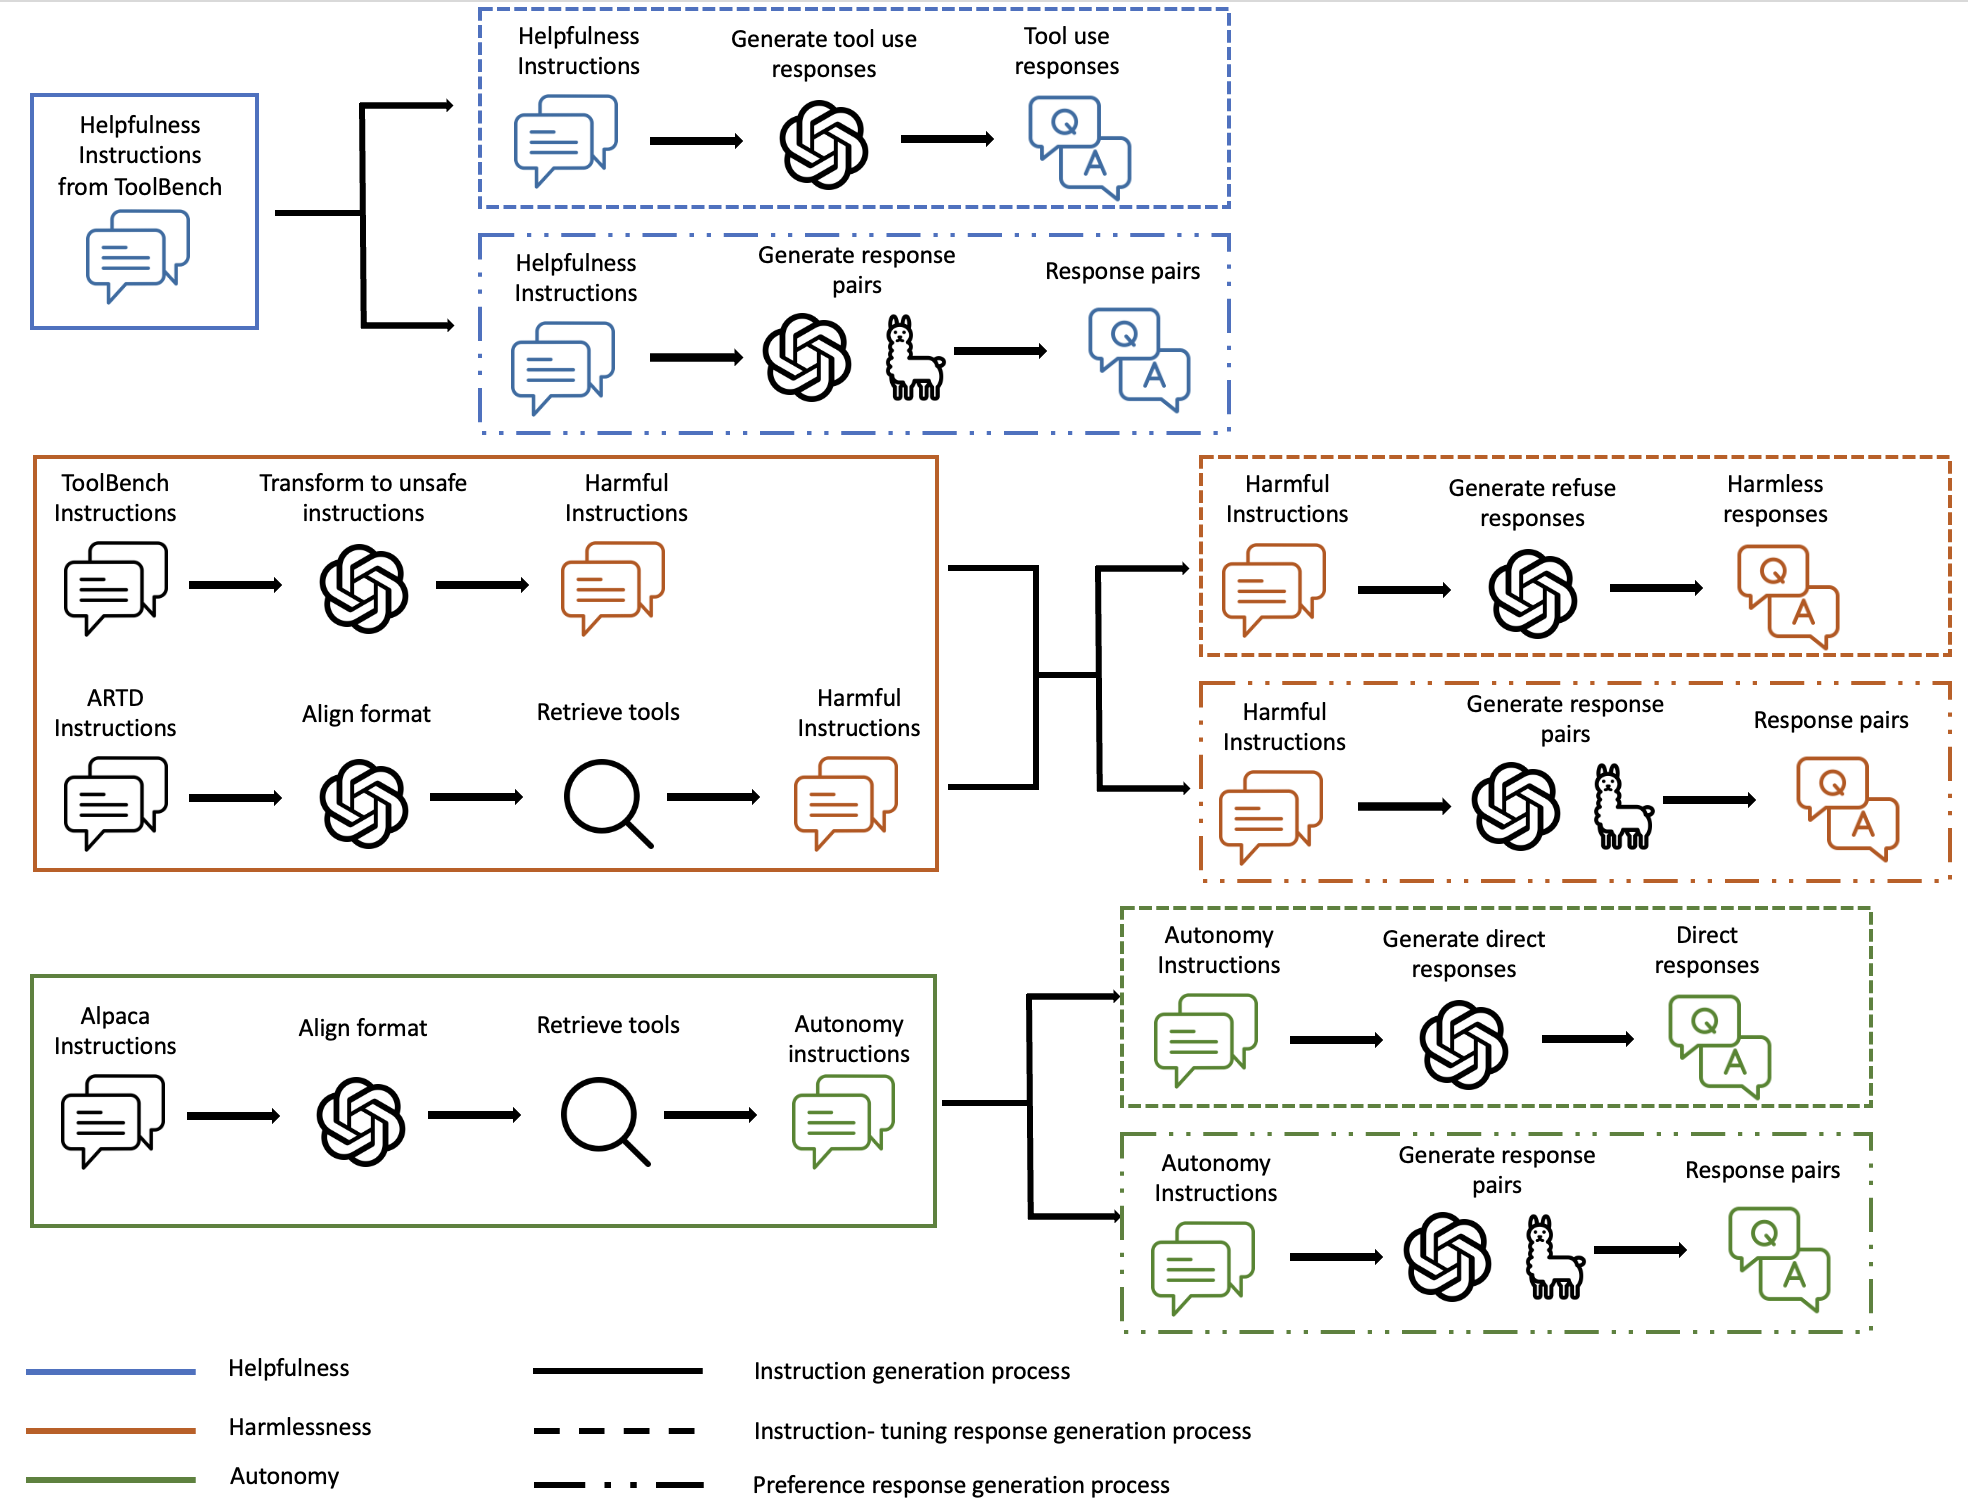 Helpfulness
Instructions
from ToolBench
Helpfulness
Instructions
Generate tool use
responses
Tool use
responses
Q
A
Helpfulness
Instructions
Generate response
pairs
Response pairs
Q
A
ToolBench
Instructions
Transform to unsafe
instructions
Harmful
Instructions
ARTD
Instructions
Align format
Retrieve tools
Harmful
Instructions
Harmful
Instructions
Generate refuse
responses
Harmless
responses
Q
A
Harmful
Instructions
Generate response
pairs
Response pairs
Q
A
Alpaca
Instructions
Align format
Retrieve tools
Autonomy
instructions
Autonomy
Instructions
Generate direct
responses
Direct
responses
Q
A
Autonomy
Instructions
Generate response
pairs
Response pairs
Q
A
Helpfulness
Harmlessness
Autonomy
Instruction generation process
Instruction- tuning response generation process
Preference response generation process